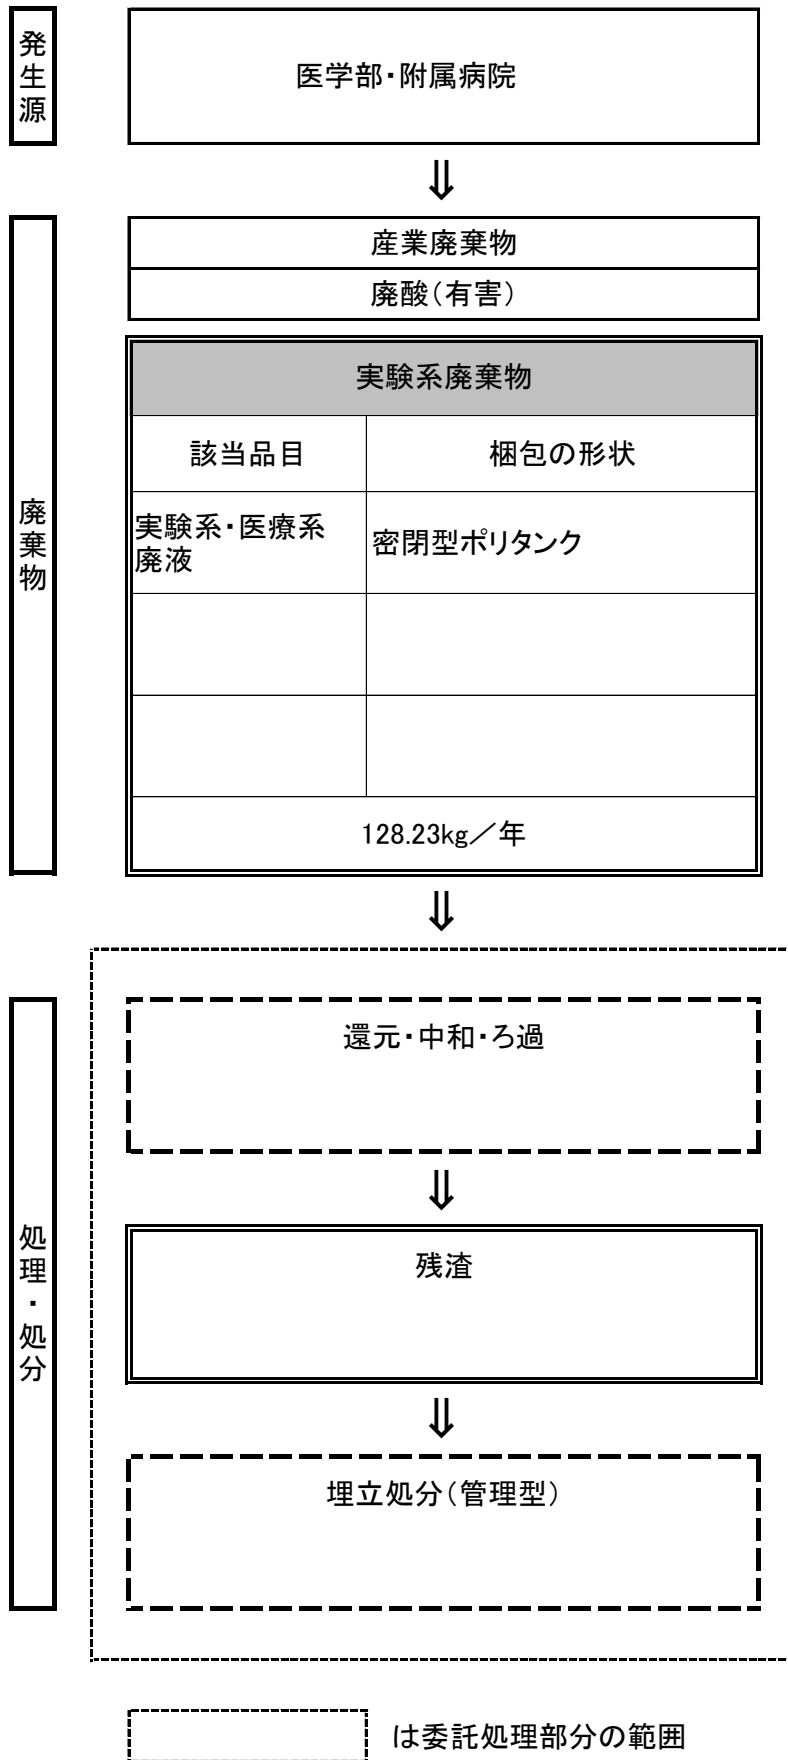 発生源
医学部・附属病院
⇓
廃棄物
産業廃棄物
廃酸（有害）
実験系廃棄物
該当品目
梱包の形状
実験系・医療系
廃液
密閉型ポリタンク
128.23kg／年
⇓
処理・処分
還元・中和・ろ過
⇓
残渣
⇓
埋立処分（管理型）
は委託処理部分の範囲